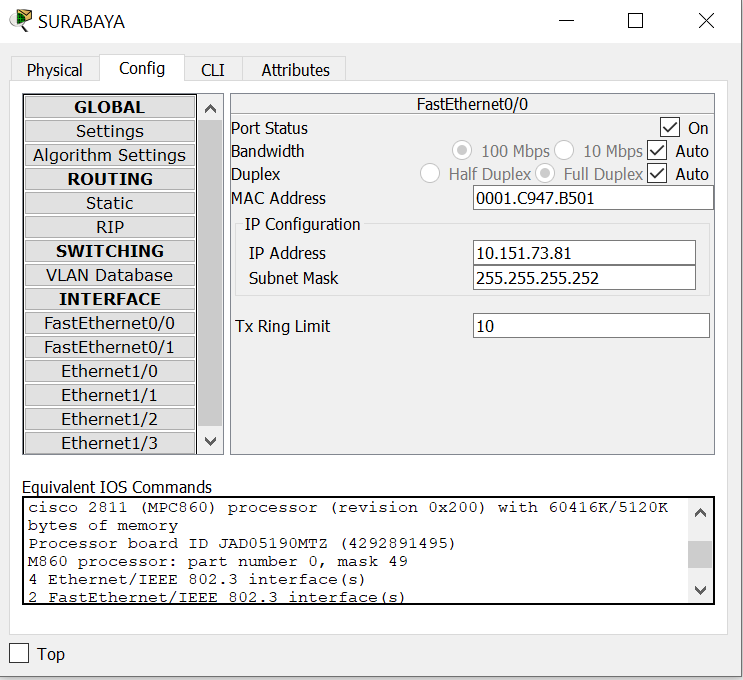 SURABAYA
Physical Config CLI Attributes
GLOBAL
Settings
Algorithm Settings
ROUTING
Static
RIP
SWITCHING
VLAN Database
INTERFACE
FastEthernet0/0
FastEthernet0/1
Ethernet1/0
Ethernet1/1
Ethernet1/2
Ethernet1/3
FastEthernet0/0
Port Status On
Bandwidth 100 Mbps 10 Mbps Auto
Duplex Half Duplex Full Duplex Auto
MAC Address 0001.C947.B501
IP Configuration
IP Address 10.151.73.81
Subnet Mask 255.255.255.252
Tx Ring Limit 10
Equivalent IOS Commands
cisco 2811 (MPC860) processor (revision 0x200) with 60416K/5120K
bytes of memory
Processor board ID JAD05190MTZ (4292891495)
M860 processor: part number 0, mask 49
4 Ethernet/IEEE 802.3 interface(s)
2 FastEthernet/IEEE 802.3 interface(s)
Top